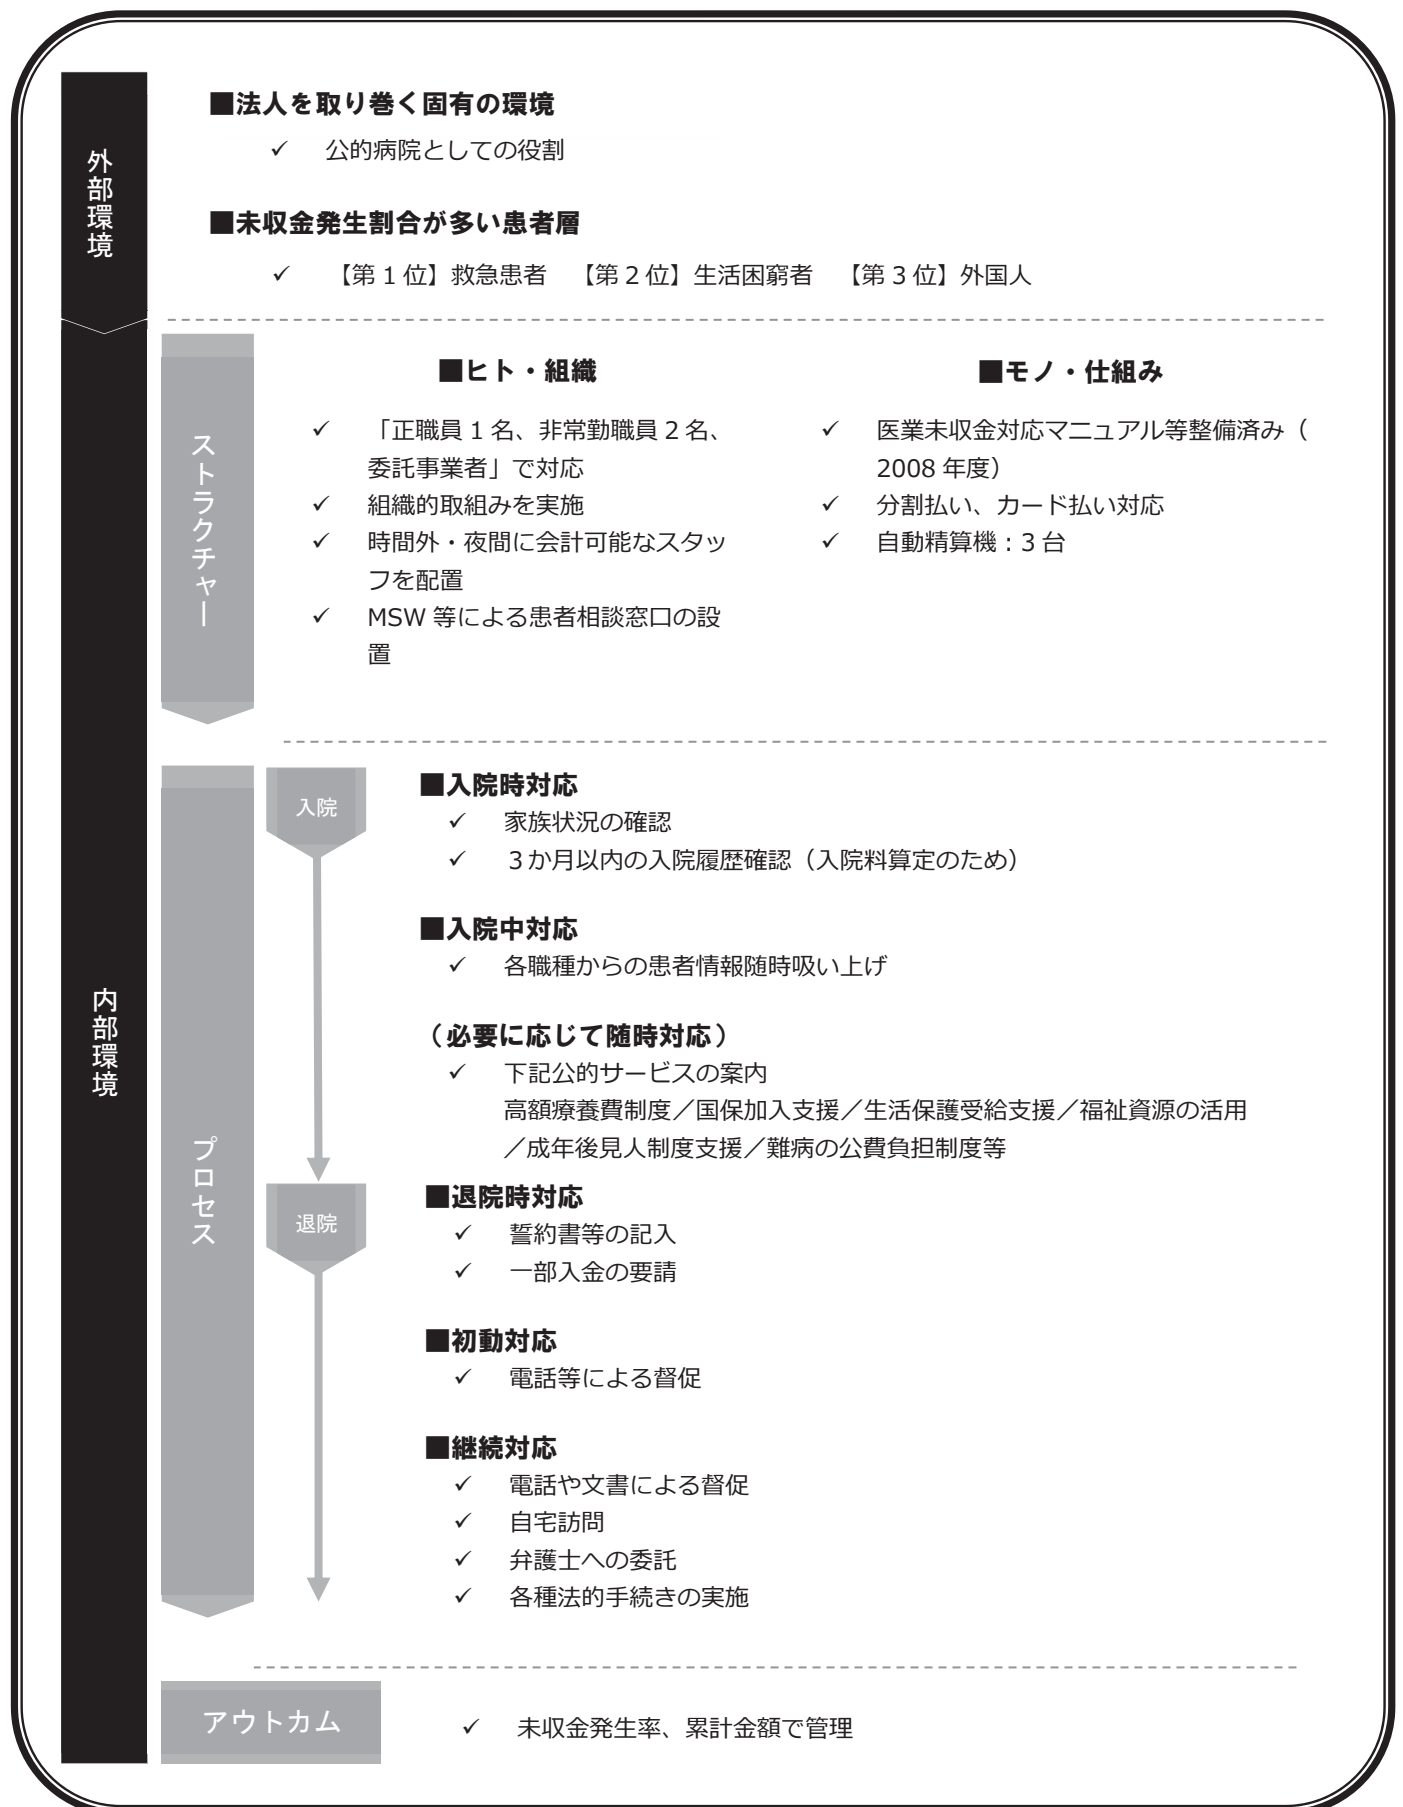 外部環境
■法人を取り巻く固有の環境
✓ 公的病院としての役割
■未収金発生割合が多い患者層
✓ 【第1位】救急患者 【第2位】生活困窮者 【第3位】外国人
内部環境
ストラクチャー
■ヒト・組織
✓ 「正職員1名、非常勤職員2名、
委託事業者」で対応
✓ 組織的取組みを実施
✓ 時間外・夜間に会計可能なスタッ
フを配置
✓ MSW 等による患者相談窓口の設
置
■モノ・仕組み
✓ 医業未収金対応マニュアル等整備済み（
2008 年度）
✓ 分割払い、カード払い対応
✓ 自動精算機：3台
プロセス
入院
■入院時対応
✓ 家族状況の確認
✓ 3か月以内の入院履歴確認（入院料算定のため）
■入院中対応
✓ 各職種からの患者情報随時吸い上げ
（必要に応じて随時対応）
✓ 下記公的サービスの案内
高額療養費制度／国保加入支援／生活保護受給支援／福祉資源の活用
／成年後見人制度支援／難病の公費負担制度等
退院
■退院時対応
✓ 誓約書等の記入
✓ 一部入金の要請
■初動対応
✓ 電話等による督促
■継続対応
✓ 電話や文書による督促
✓ 自宅訪問
✓ 弁護士への委託
✓ 各種法的手続きの実施
アウトカム
✓ 未収金発生率、累計金額で管理